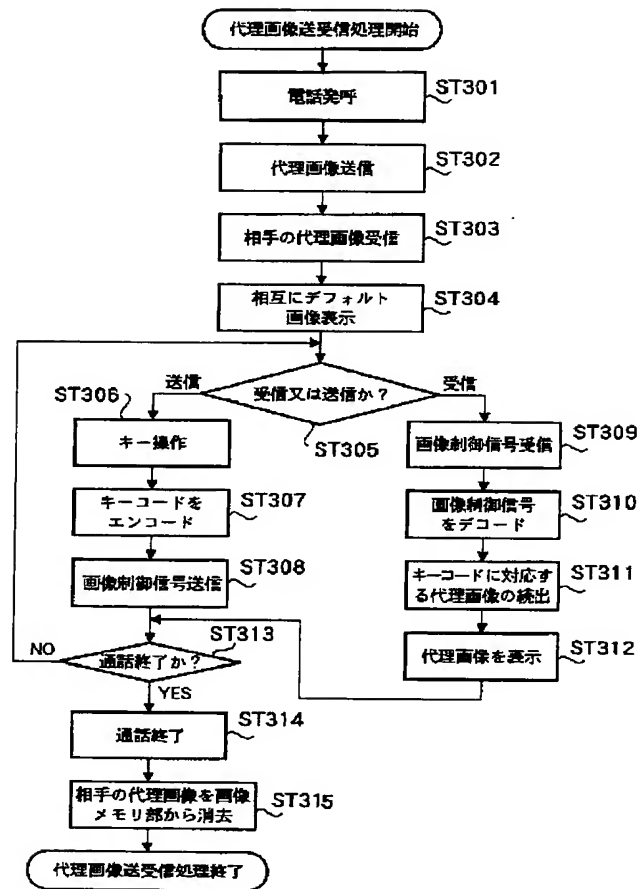 代理画像送受信処理開始
電話発呼
ST301
代理画像送信
ST302
相手の代理画像受信
ST303
相互にデフォルト
画像表示
ST304
受信又は送信か？
ST305
送信
受信
ST306
キー操作
キーコードを
エンコード
ST307
画像制御信号送信
ST308
画像制御信号受信
ST309
画像制御信号
をデコード
ST310
キーコードに対応す
る代理画像の続出
ST311
代理画像を表示
ST312
通話終了か？
ST313
NO
YES
通話終了
ST314
相手の代理画像を画像
メモリ部から消去
ST315
代理画像送受信処理終了